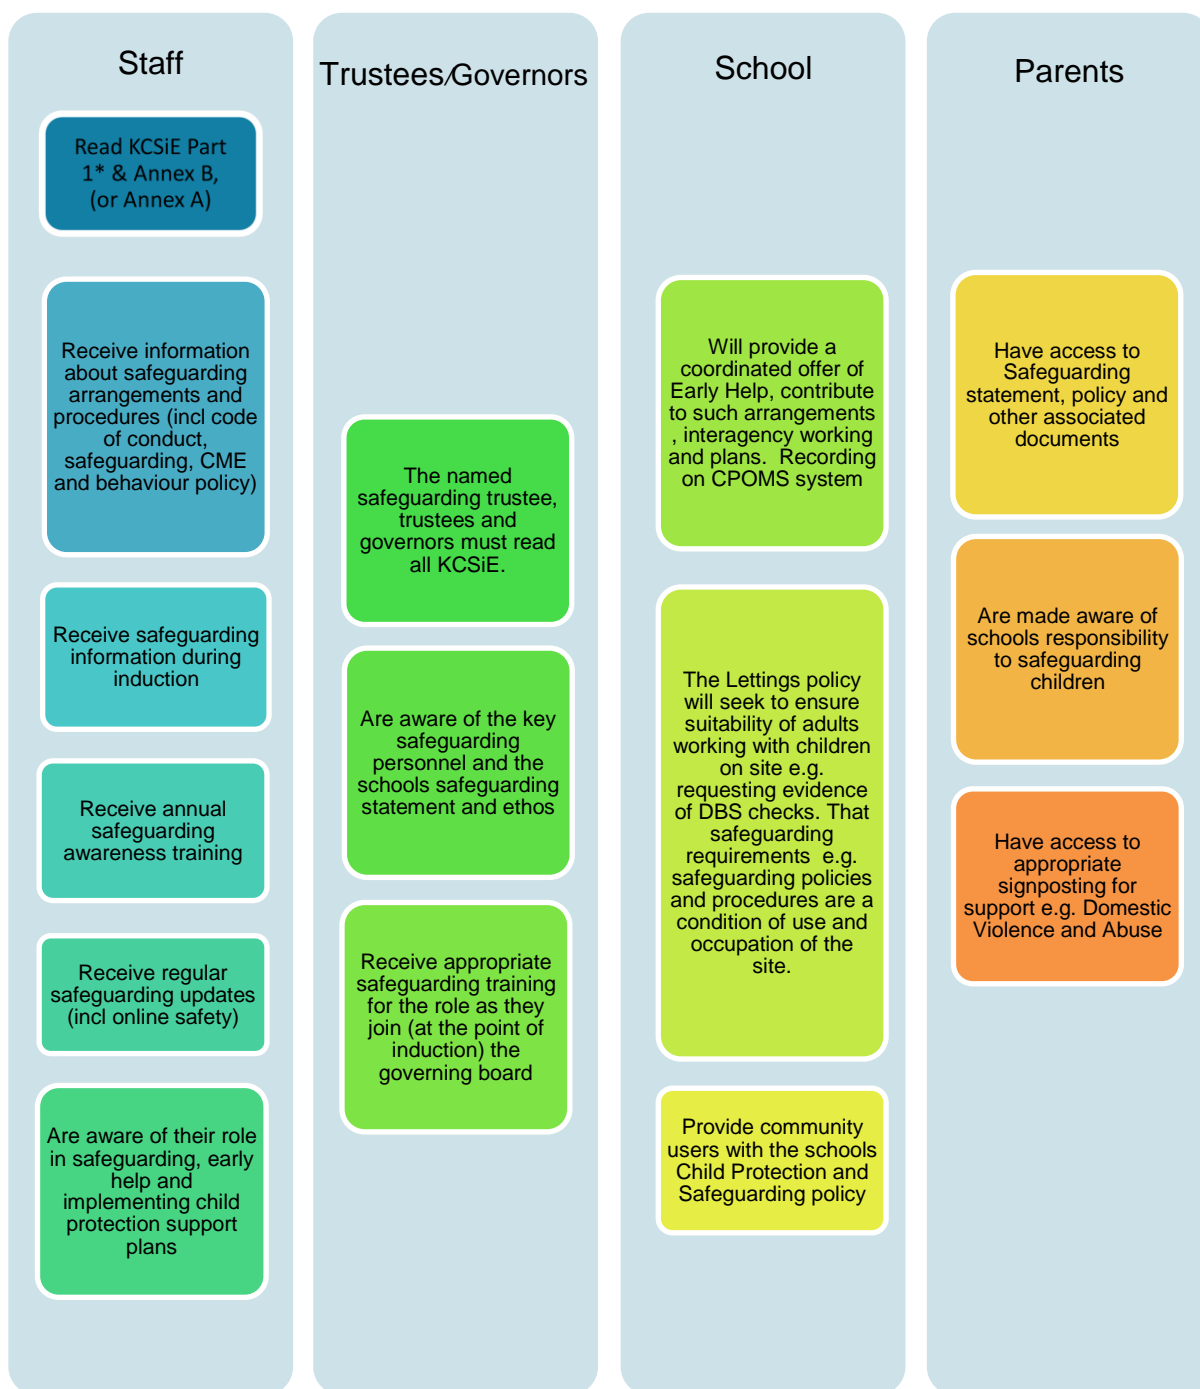 Staff
Read KCSiE Part
1* & Annex B,
(or Annex A)
Receive information
about safeguarding
arrangements and
procedures (incl code
of conduct,
safeguarding, CME
and behaviour policy)
Receive safeguarding
information during
induction
Receive annual
safeguarding
awareness training
Receive regular
safeguarding updates
(incl online safety)
Are aware of their role
in safeguarding, early
help and
implementing child
protection support
plans
Trustees/Governors
The named
safeguarding trustee,
trustees and
governors must read
all KCSiE.
Are aware of the key
safeguarding
personnel and the
schools safeguarding
statement and ethos
Receive appropriate
safeguarding training
for the role as they
join (at the point of
induction) the
governing board
School
Will provide a
coordinated offer of
Early Help, contribute
to such arrangements
, interagency working
and plans.  Recording
on CPOMS system
The Lettings policy
will seek to ensure
suitability of adults
working with children
on site e.g.
requesting evidence
of DBS checks. That
safeguarding
requirements  e.g.
safeguarding policies
and procedures are a
condition of use and
occupation of the
site.
Provide community
users with the schools
Child Protection and
Safeguarding policy
Parents
Have access to
Safeguarding
statement, policy and
other associated
documents
Are made aware of
schools responsibility
to safeguarding
children
Have access to
appropriate
signposting for
support e.g. Domestic
Violence and Abuse